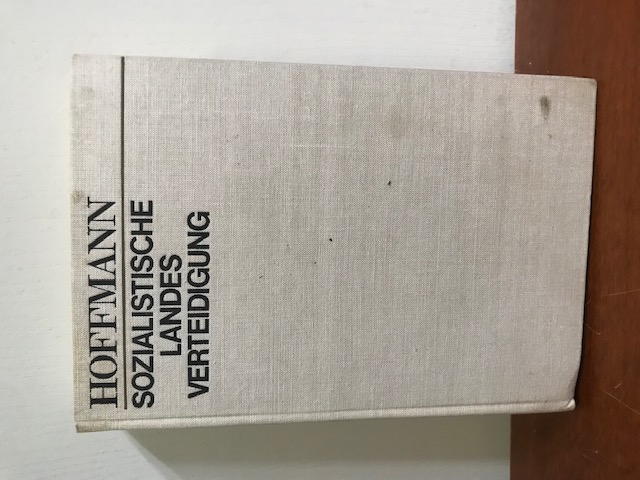 HOFFMANN
SOZIALISTISCHE
LANDES
VERTEIDIGUNG